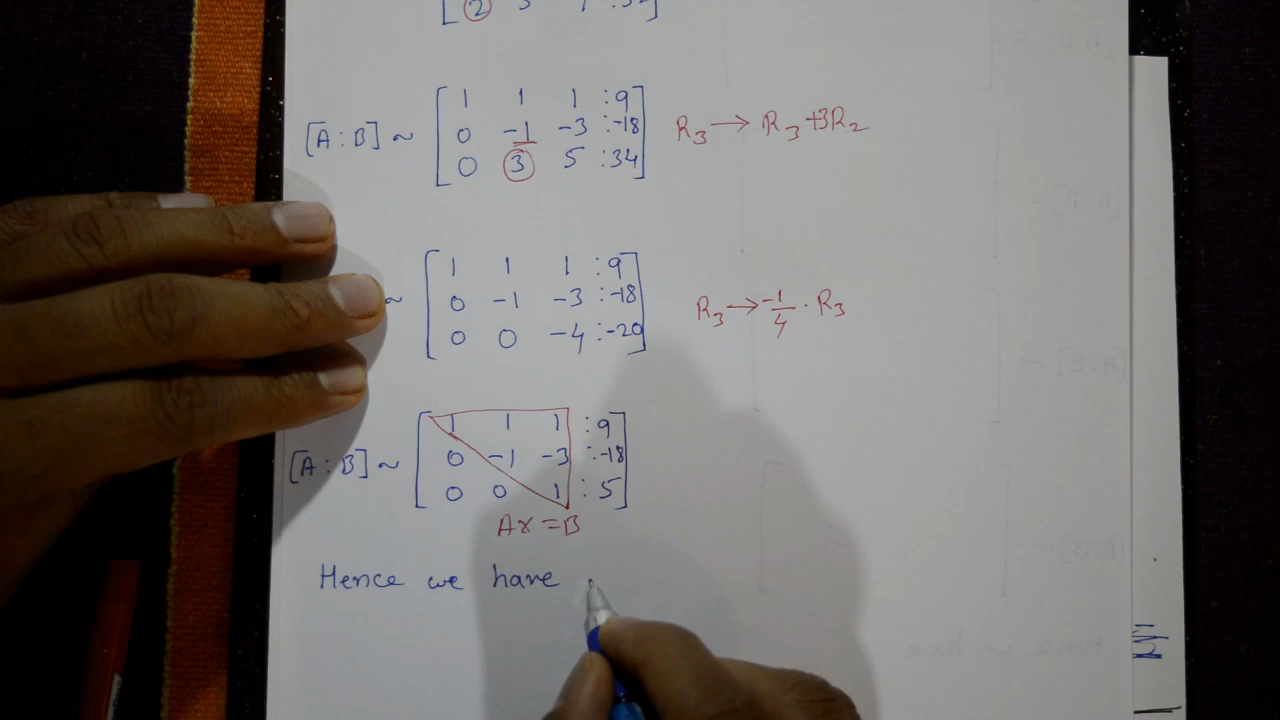 [A:B] ~ [1 1 1 :9
0 -1 -3 :-18
0 3 5 :34] R3 → R3+3R2
~ [1 1 1 :9
0 -1 -3 :-18
0 0 -4 :-20] R3 → -1/4 · R3
[A:B] ~ [1 1 1 :9
0 -1 -3 :-18
0 0 1 :5]
AX = B
Hence we have